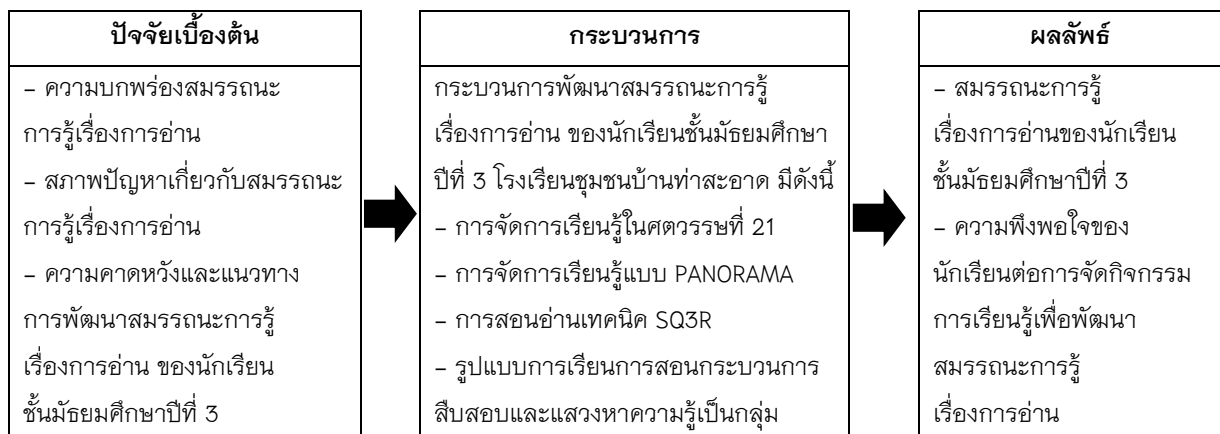 ปัจจัยเบื้องต้น
– ความบกพร่องสมรรถนะ
การรู้เรื่องการอ่าน
– สภาพปัญหาเกี่ยวกับสมรรถนะ
การรู้เรื่องการอ่าน
– ความคาดหวังและแนวทาง
การพัฒนาสมรรถนะการรู้
เรื่องการอ่าน ของนักเรียน
ชั้นมัธยมศึกษาปีที่ 3
กระบวนการ
กระบวนการพัฒนาสมรรถนะการรู้
เรื่องการอ่าน ของนักเรียนชั้นมัธยมศึกษา
ปีที่ 3 โรงเรียนชุมชนบ้านท่าสะอาด มีดังนี้
– การจัดการเรียนรู้ในศตวรรษที่ 21
– การจัดการเรียนรู้แบบ PANORAMA
– การสอนอ่านเทคนิค SQ3R
– รูปแบบการเรียนการสอนกระบวนการ
สืบสอบและแสวงหาความรู้เป็นกลุ่ม
ผลลัพธ์
– สมรรถนะการรู้
เรื่องการอ่านของนักเรียน
ชั้นมัธยมศึกษาปีที่ 3
– ความพึงพอใจของ
นักเรียนต่อการจัดกิจกรรม
การเรียนรู้เพื่อพัฒนา
สมรรถนะการรู้
เรื่องการอ่าน